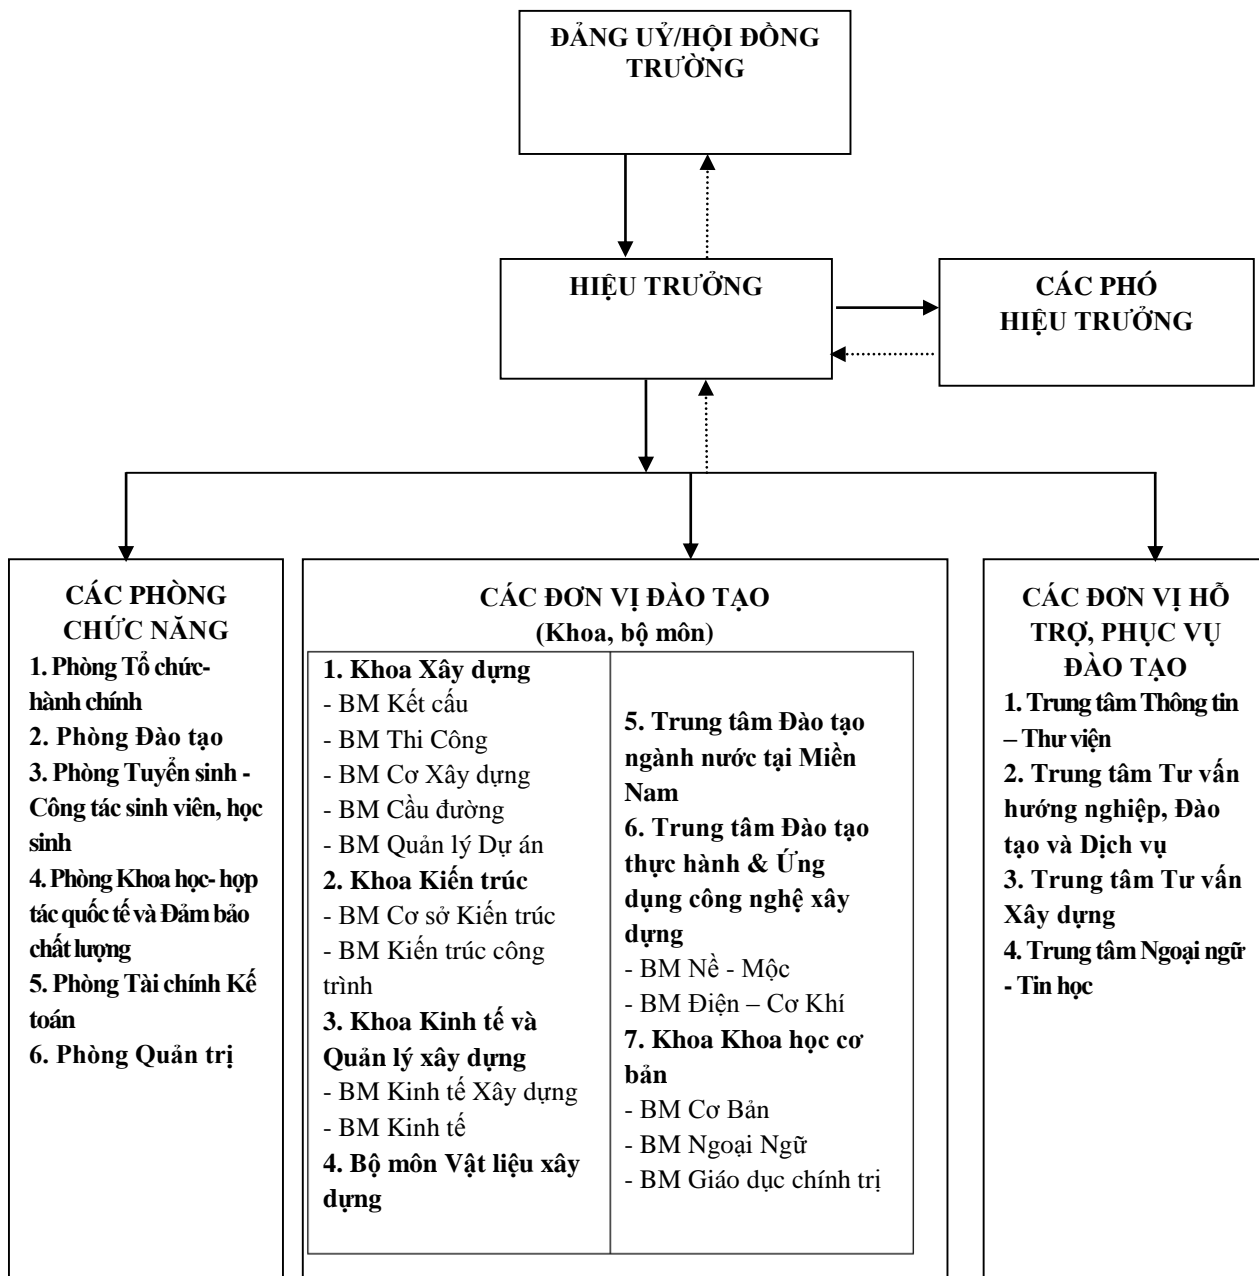 ĐẢNG UỶ/HỘI ĐỒNG
TRƯỜNG
HIỆU TRƯỞNG
CÁC PHÓ
HIỆU TRƯỞNG
CÁC PHÒNG
CHỨC NĂNG
1. Phòng Tổ chức-
hành chính
2. Phòng Đào tạo
3. Phòng Tuyển sinh -
Công tác sinh viên, học
sinh
4. Phòng Khoa học- hợp
tác quốc tế và Đảm bảo
chất lượng
5. Phòng Tài chính Kế
toán
6. Phòng Quản trị
CÁC ĐƠN VỊ ĐÀO TẠO
(Khoa, bộ môn)
1. Khoa Xây dựng
- BM Kết cấu
- BM Thi Công
- BM Cơ Xây dựng
- BM Cầu đường
- BM Quản lý Dự án
2. Khoa Kiến trúc
- BM Cơ sở Kiến trúc
- BM Kiến trúc công
trình
3. Khoa Kinh tế và
Quản lý xây dựng
- BM Kinh tế Xây dựng
- BM Kinh tế
4. Bộ môn Vật liệu xây
dựng
5. Trung tâm Đào tạo
ngành nước tại Miền
Nam
6. Trung tâm Đào tạo
thực hành & Ứng
dụng công nghệ xây
dựng
- BM Nề - Mộc
- BM Điện – Cơ Khí
7. Khoa Khoa học cơ
bản
- BM Cơ Bản
- BM Ngoại Ngữ
- BM Giáo dục chính trị
CÁC ĐƠN VỊ HỖ
TRỢ, PHỤC VỤ
ĐÀO TẠO
1. Trung tâm Thông tin
– Thư viện
2. Trung tâm Tư vấn
hướng nghiệp, Đào
tạo và Dịch vụ
3. Trung tâm Tư vấn
Xây dựng
4. Trung tâm Ngoại ngữ
- Tin học